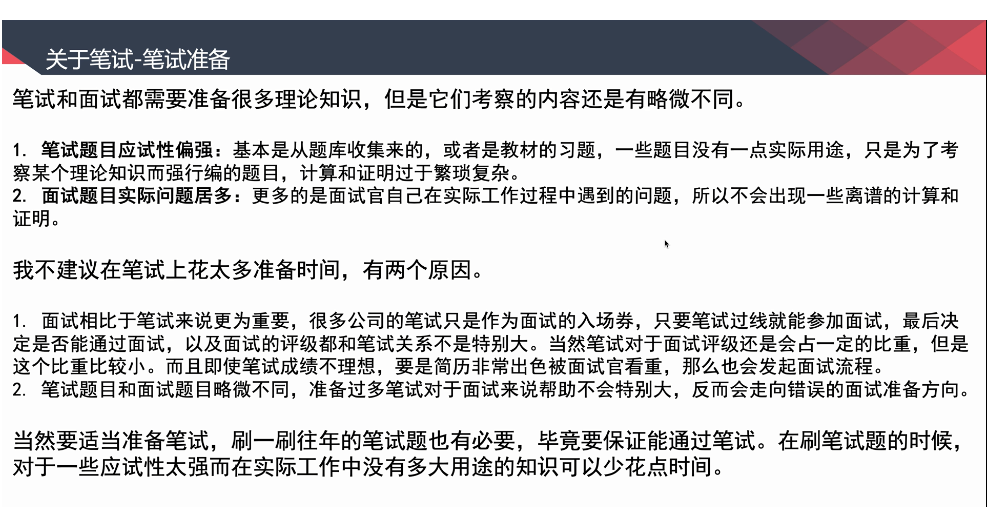 关于笔试-笔试准备
笔试和面试都需要准备很多理论知识，但是它们考察的内容还是有略微不同。
1. 笔试题目应试性偏强：基本是从题库收集来的，或者是教材的习题，一些题目没有一点实际用途，只是为了考
察某个理论知识而强行编的题目，计算和证明过于繁琐复杂。
2. 面试题目实际问题居多：更多的是面试官自己在实际工作过程中遇到的问题，所以不会出现一些离谱的计算和
证明。
我不建议在笔试上花太多准备时间，有两个原因。
1. 面试相比于笔试来说更为重要，很多公司的笔试只是作为面试的入场券，只要笔试过线就能参加面试，最后决
定是否能通过面试，以及面试的评级都和笔试关系不是特别大。当然笔试对于面试评级还是会占一定的比重，但是
这个比重比较小。而且即使笔试成绩不理想，要是简历非常出色被面试官看重，那么也会发起面试流程。
2. 笔试题目和面试题目略微不同，准备过多笔试对于面试来说帮助不会特别大，反而会走向错误的面试准备方向。
当然要适当准备笔试，刷一刷往年的笔试题也有必要，毕竟要保证能通过笔试。在刷笔试题的时候，
对于一些应试性太强而在实际工作中没有多大用途的知识可以少花点时间。